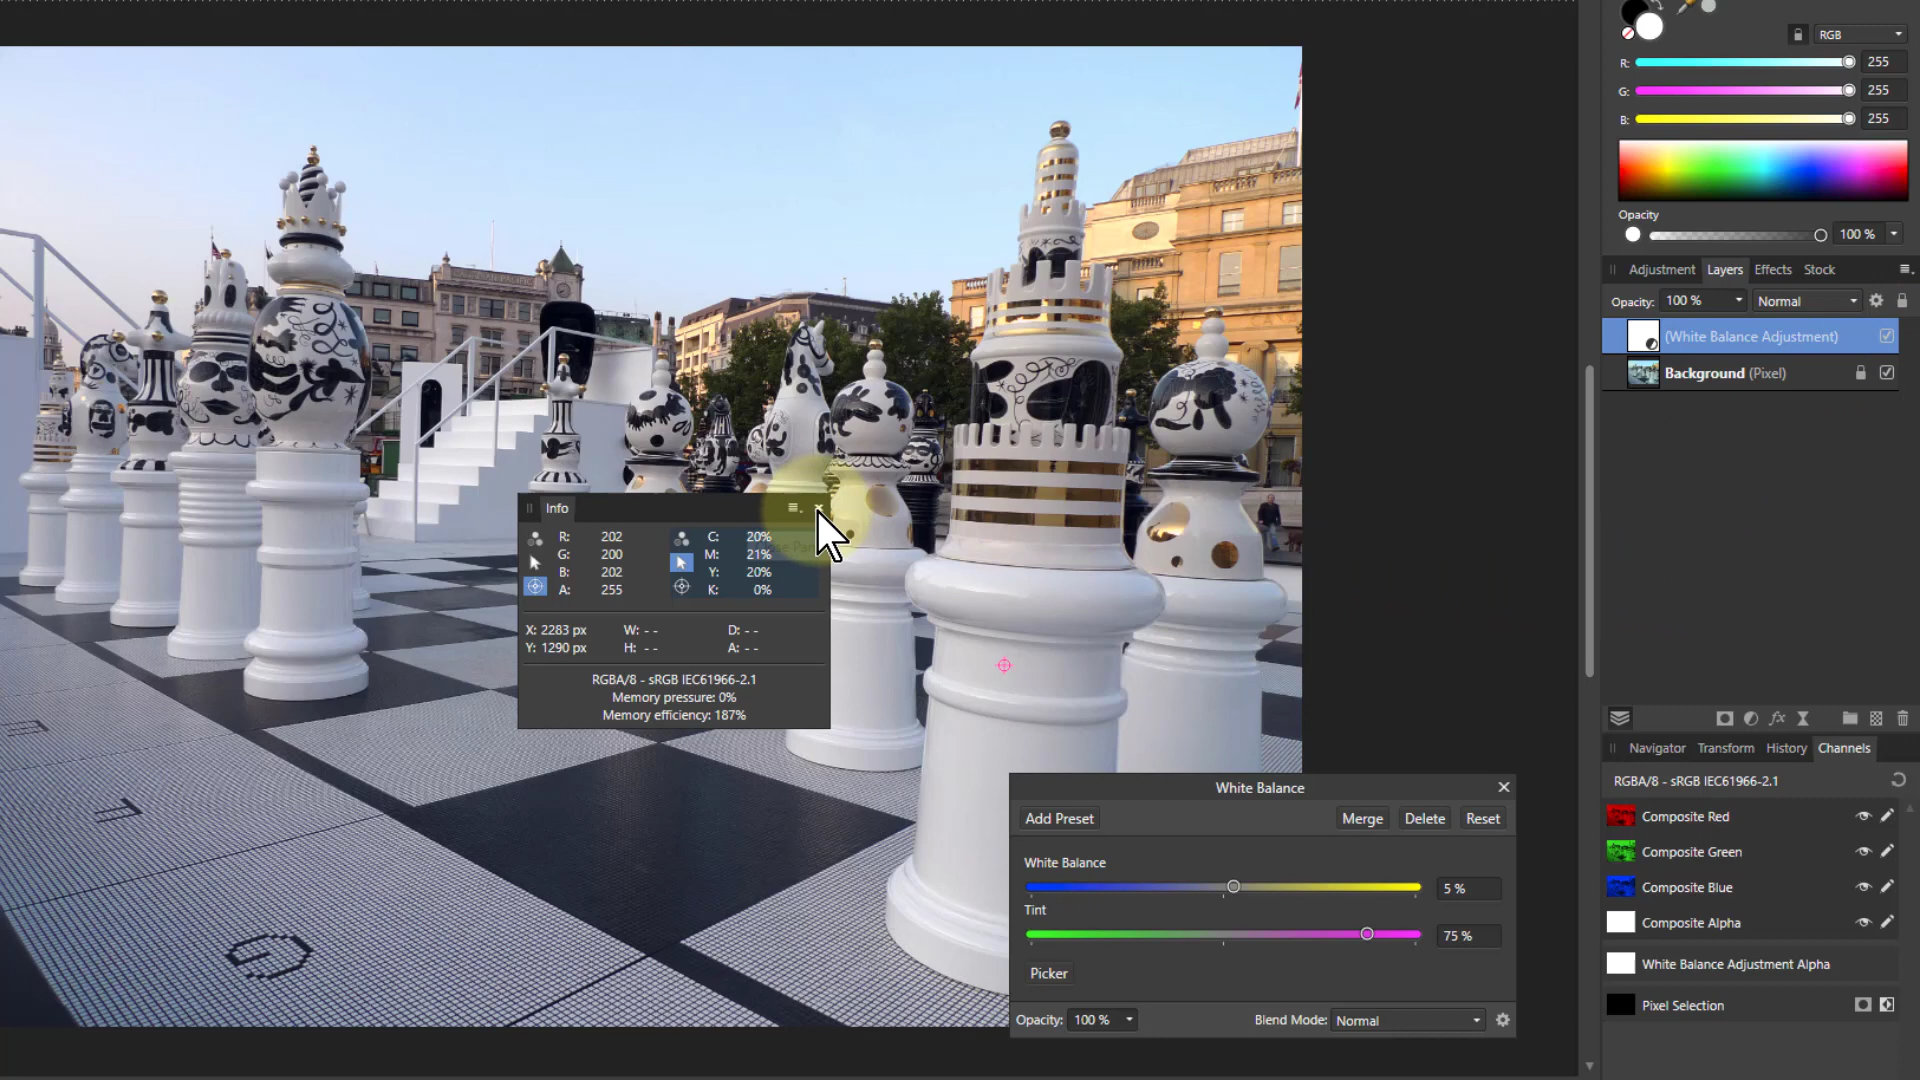 RGB
R: 255
G: 255
B: 255
Opacity
100 %
Adjustment Layers Effects Stock
Opacity: 100 % Normal
(White Balance Adjustment)
Background (Pixel)
Info
R: 202 C: 20%
G: 200 M: 21%
B: 202 Y: 20%
A: 255 K: 0%
X: 2283 px W: - - D: - -
Y: 1290 px H: - - A: - -
RGBA/8 - sRGB IEC61966-2.1
Memory pressure: 0%
Memory efficiency: 187%
Navigator Transform History Channels
RGBA/8 - sRGB IEC61966-2.1
Composite Red
Composite Green
Composite Blue
Composite Alpha
White Balance Adjustment Alpha
Pixel Selection
White Balance
Add Preset Merge Delete Reset
White Balance
5 %
Tint
75 %
Picker
Opacity: 100 % Blend Mode: Normal